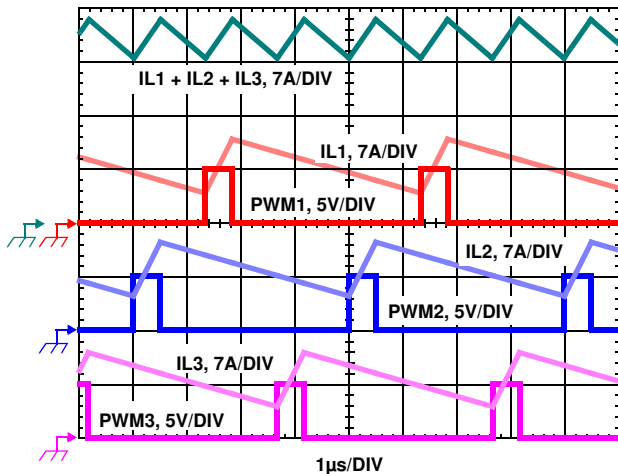 IL1 + IL2 + IL3, 7A/DIV
IL1, 7A/DIV
PWM1, 5V/DIV
IL2, 7A/DIV
PWM2, 5V/DIV
IL3, 7A/DIV
PWM3, 5V/DIV
1µs/DIV